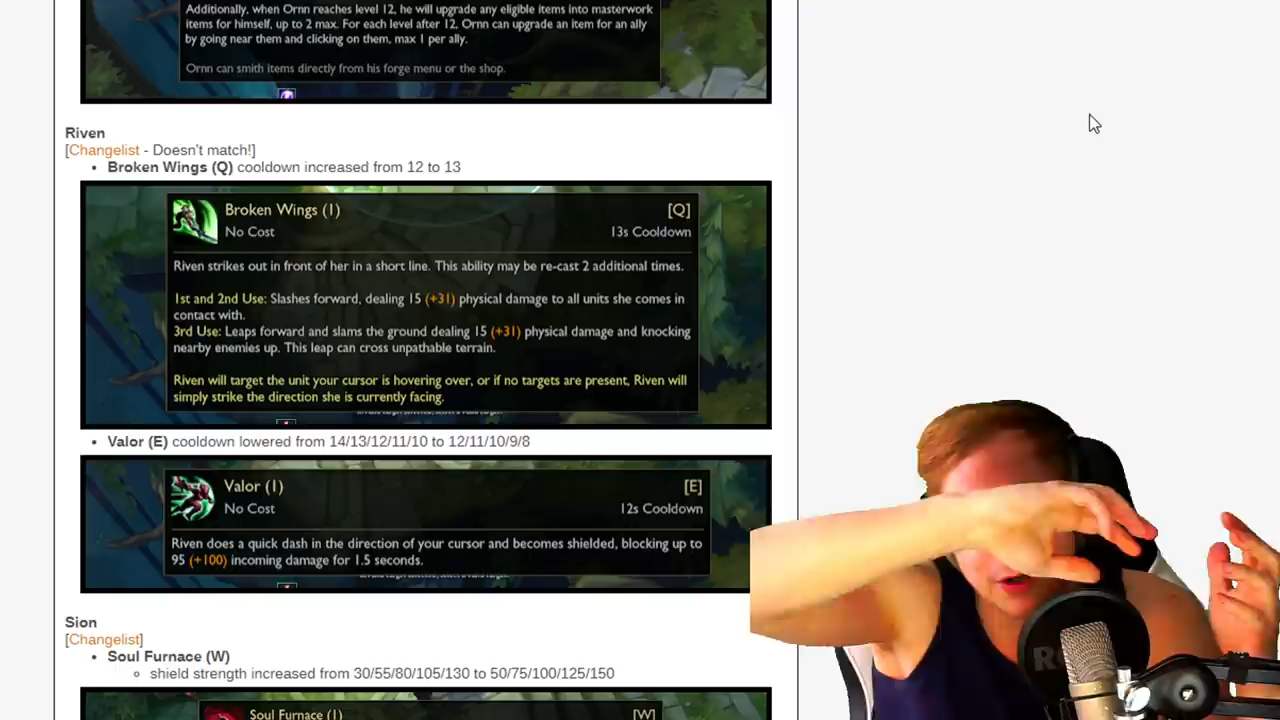 Additionally, when Ornn reaches level 12, he will upgrade any eligible items into masterwork
items for himself, up to 2 max. For each level after 12, Ornn can upgrade an item for an ally
by going near them and clicking on them, max 1 per ally.
Ornn can smith items directly from his forge menu or the shop.
Riven
[Changelist - Doesn't match!]
• Broken Wings (Q) cooldown increased from 12 to 13
Broken Wings (1) [Q]
No Cost 13s Cooldown
Riven strikes out in front of her in a short line. This ability may be re-cast 2 additional times.
1st and 2nd Use: Slashes forward, dealing 15 (+31) physical damage to all units she comes in
contact with.
3rd Use: Leaps forward and slams the ground dealing 15 (+31) physical damage and knocking
nearby enemies up. This leap can cross unpathable terrain.
Riven will target the unit your cursor is hovering over, or if no targets are present, Riven will
simply strike the direction she is currently facing.
• Valor (E) cooldown lowered from 14/13/12/11/10 to 12/11/10/9/8
Valor (1) [E]
No Cost 12s Cooldown
Riven does a quick dash in the direction of your cursor and becomes shielded, blocking up to
95 (+100) incoming damage for 1.5 seconds.
Sion
[Changelist]
• Soul Furnace (W)
◦ shield strength increased from 30/55/80/105/130 to 50/75/100/125/150
Soul Furnace (1) [W]